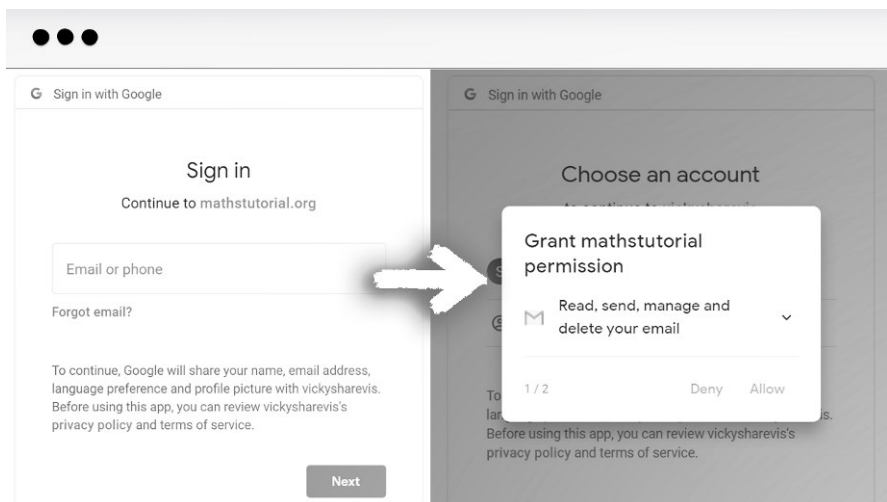 Sign in with Google
Sign in
Continue to mathstutorial.org
Email or phone
Forgot email?
To continue, Google will share your name, email address,
language preference and profile picture with vickysharevis.
Before using this app, you can review vickysharevis's
privacy policy and terms of service.
Next
Sign in with Google
Choose an account
Grant mathstutorial
permission
Read, send, manage and
delete your email
1 / 2
Deny
Allow
To
Before using this app, you can review vickysharevis's
privacy policy and terms of service.